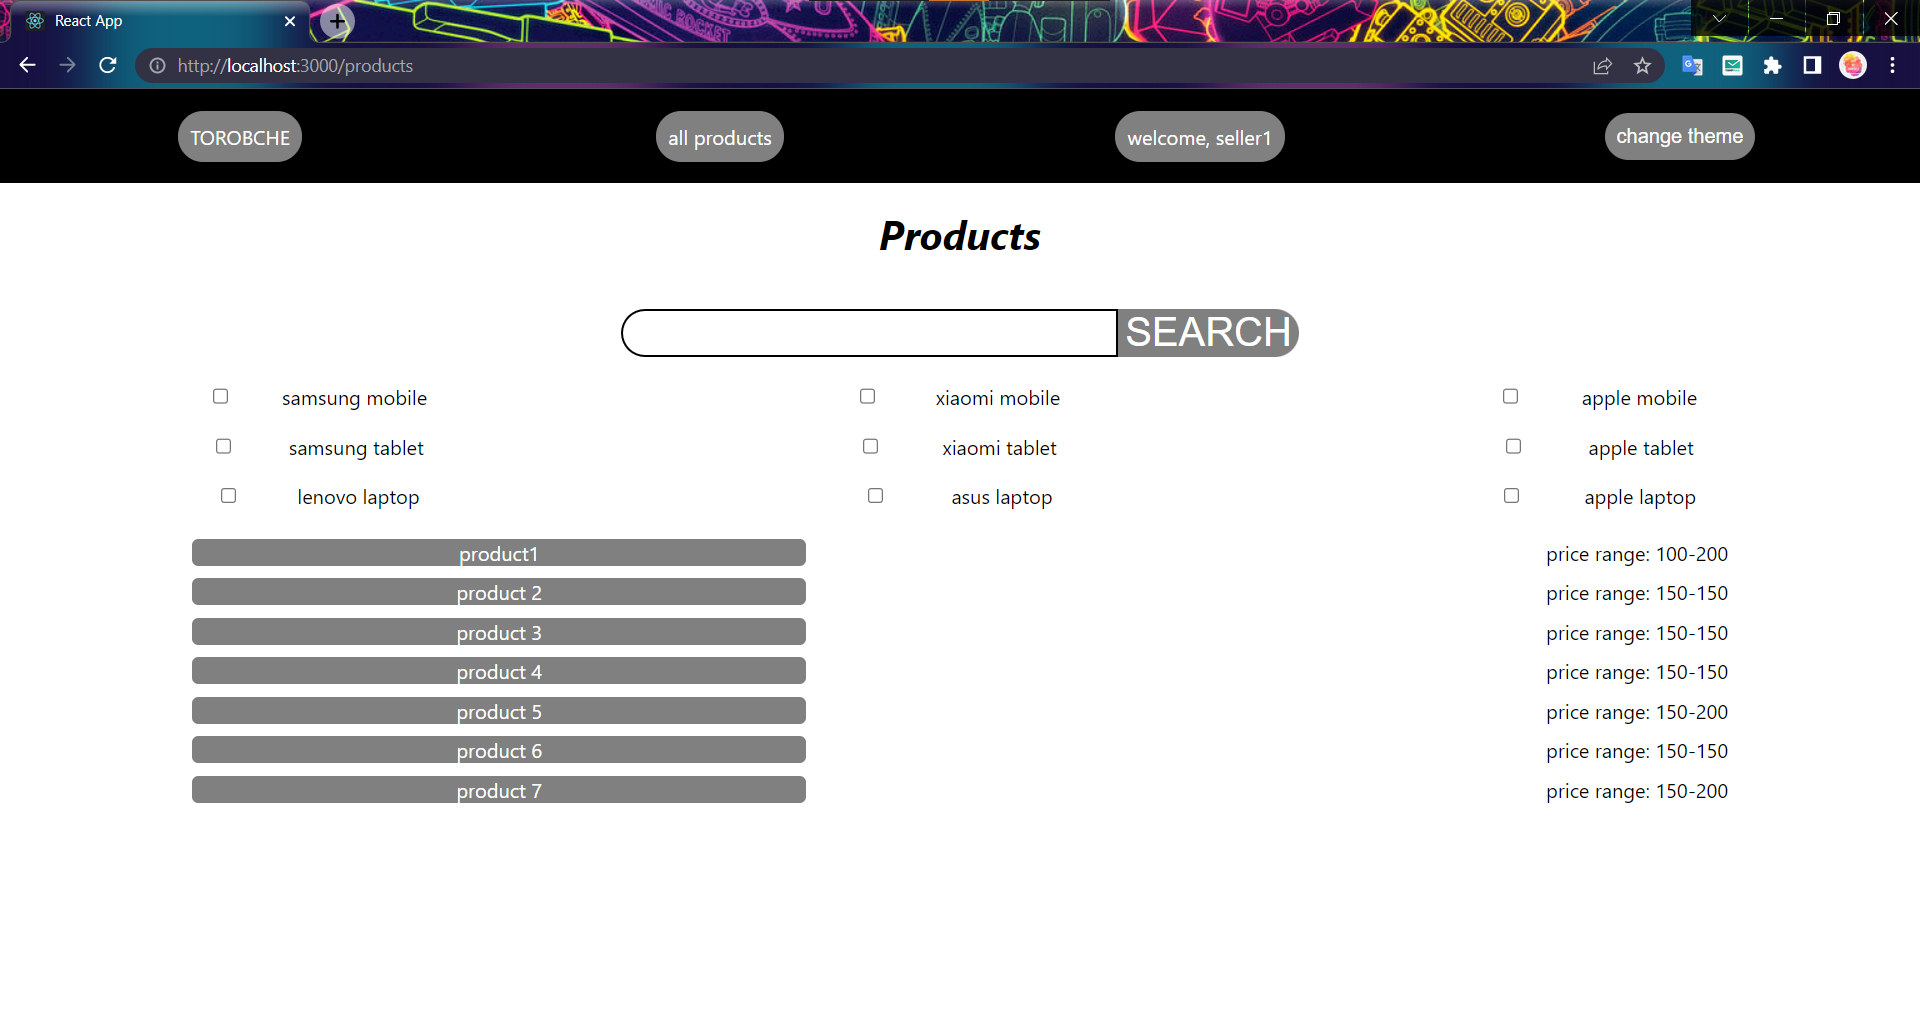 React App
http://localhost:3000/products
TOROBCHE
all products
welcome, seller1
change theme
Products
SEARCH
samsung mobile
xiaomi mobile
apple mobile
samsung tablet
xiaomi tablet
apple tablet
lenovo laptop
asus laptop
apple laptop
product1
price range: 100-200
product 2
price range: 150-150
product 3
price range: 150-150
product 4
price range: 150-150
product 5
price range: 150-200
product 6
price range: 150-150
product 7
price range: 150-200